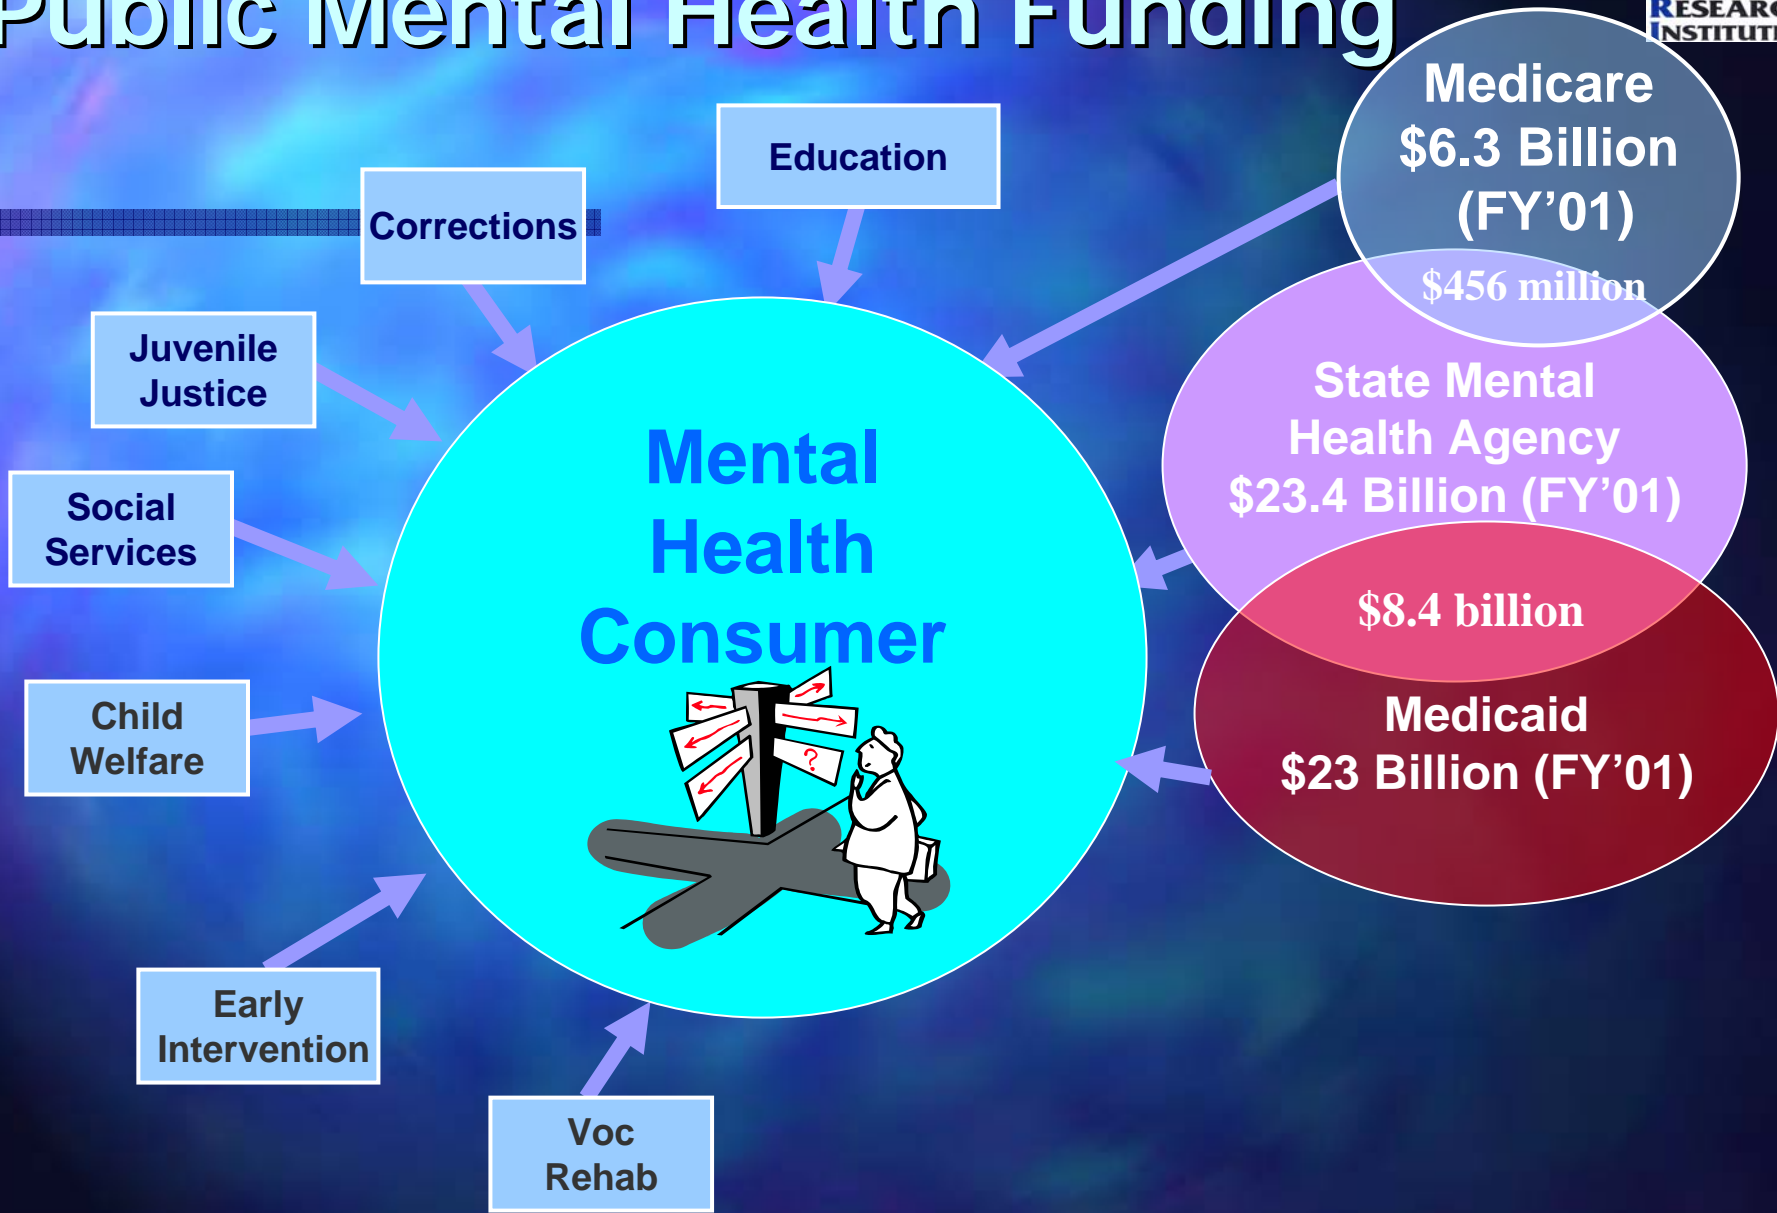 Public Mental Health Funding
RESEARC
INSTITUTE
Medicare
$6.3 Billion
(FY’01)
$456 million
Education
Corrections
Juvenile
Justice
State Mental
Health Agency
$23.4 Billion (FY’01)
Mental
Health
Consumer
Social
Services
$8.4 billion
Child
Welfare
Medicaid
$23 Billion (FY’01)
?
Early
Intervention
Voc
Rehab